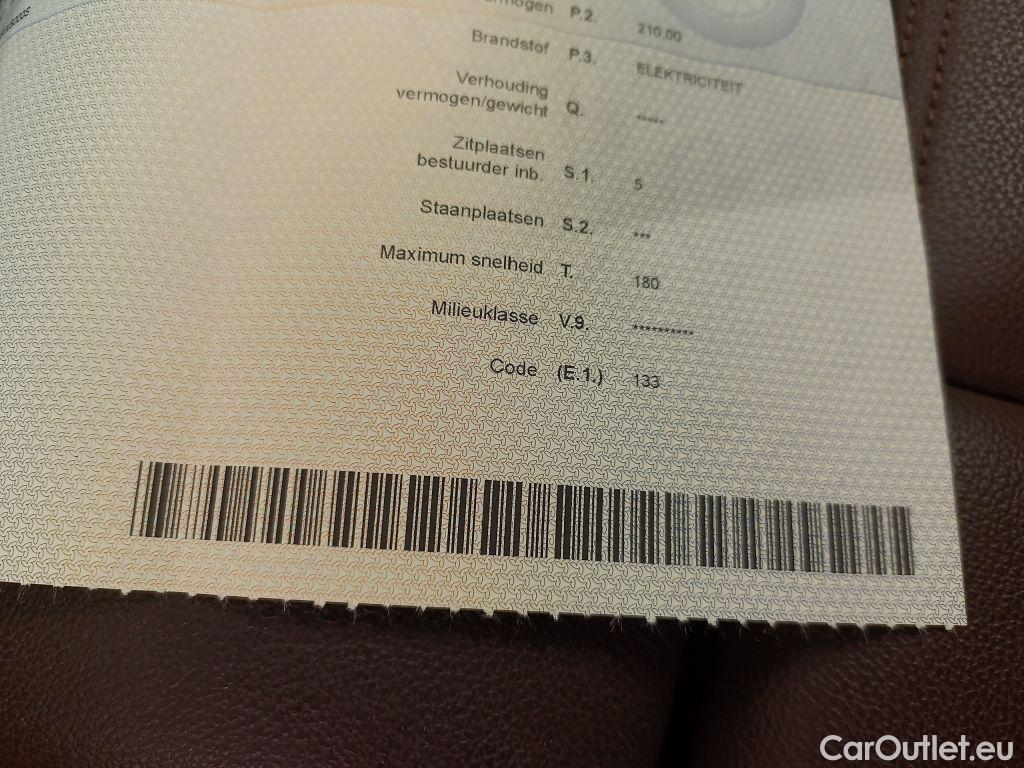 P.2. 210.00
Brandstof P.3. ELEKTRICITEIT
Verhouding
vermogen/gewicht Q. *****
Zitplaatsen
bestuurder inb. S.1. 5
Staanplaatsen S.2. ***
Maximum snelheid T. 180
Milieuklasse V.9. **********
Code (E.1.) 133
CarOutlet.eu